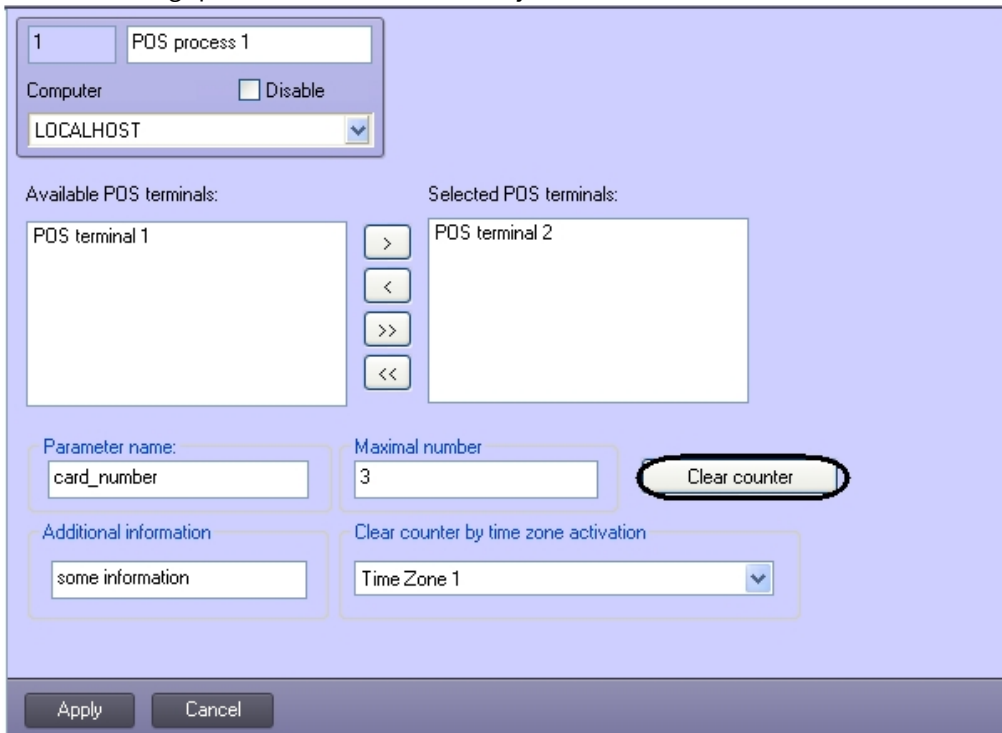 1 POS process 1
Computer Disable
LOCALHOST
Available POS terminals: Selected POS terminals:
POS terminal 1 POS terminal 2
>
<
>>
<<
Parameter name: Maximal number
card_number 3 Clear counter
Additional information Clear counter by time zone activation
some information Time Zone 1
Apply Cancel